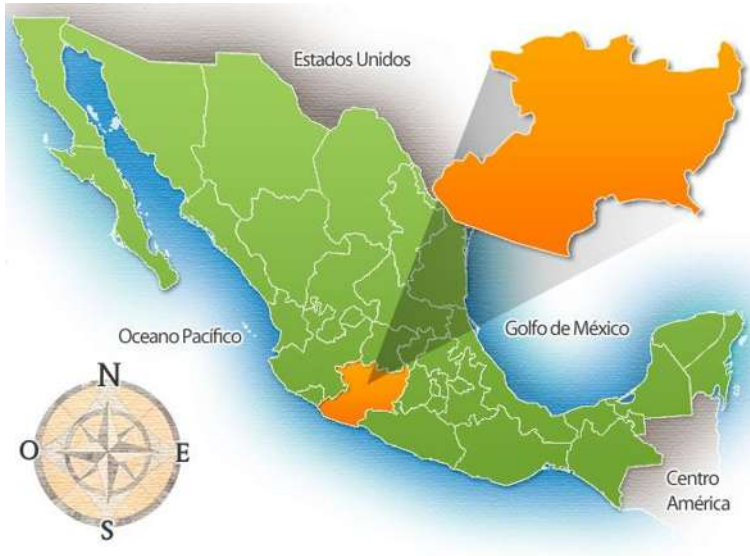 Estados Unidos
Oceano Pacífico
Golfo de México
N
O
E
S
Centro
América